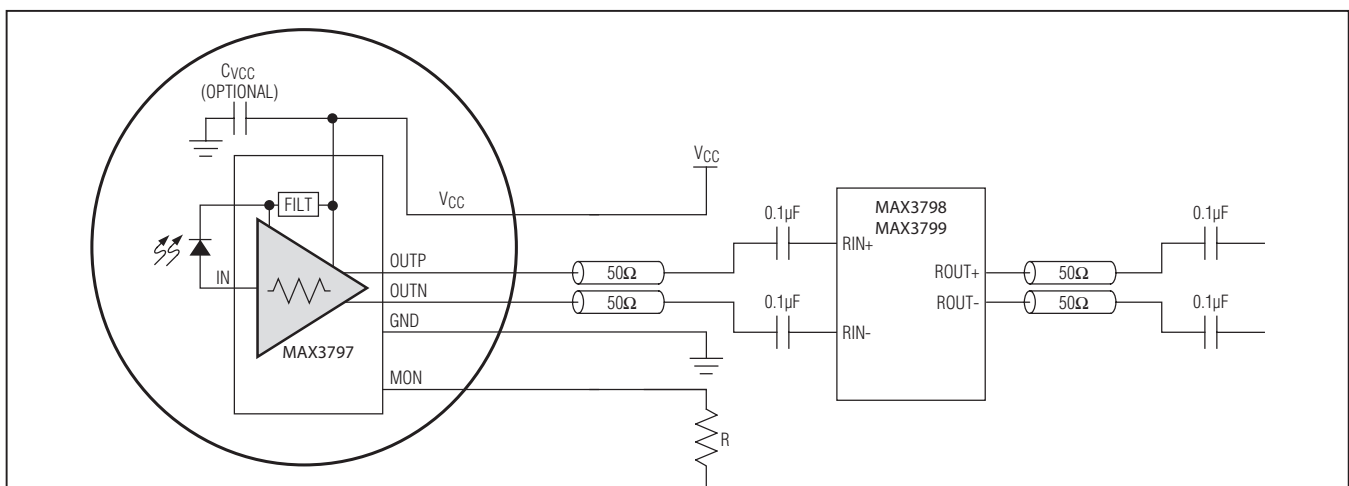 CVCC
(OPTIONAL)
VCC
FILT
VCC
IN
OUTP
OUTN
GND
MAX3797
MON
R
50Ω
50Ω
0.1µF
0.1µF
MAX3798
MAX3799
RIN+
RIN-
ROUT+
ROUT-
50Ω
50Ω
0.1µF
0.1µF